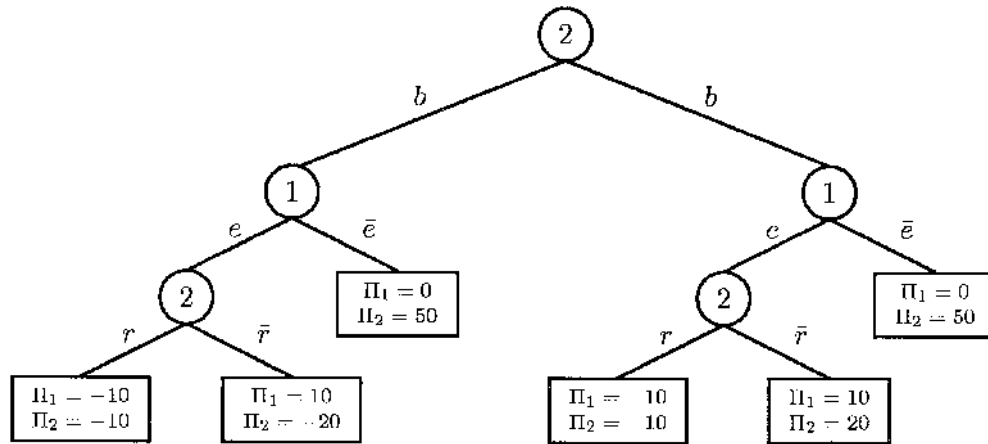 2
b
b
1
1
e
ē
c
ē
2
Π₁ = 0
Π₂ = 50
2
Π₁ = 0
Π₂ = 50
r
r̄
r
r̄
Π₁ = −10
Π₂ = −10
Π₁ = 10
Π₂ = −20
Π₁ = 10
Π₂ = 10
Π₁ = 10
Π₂ = 20